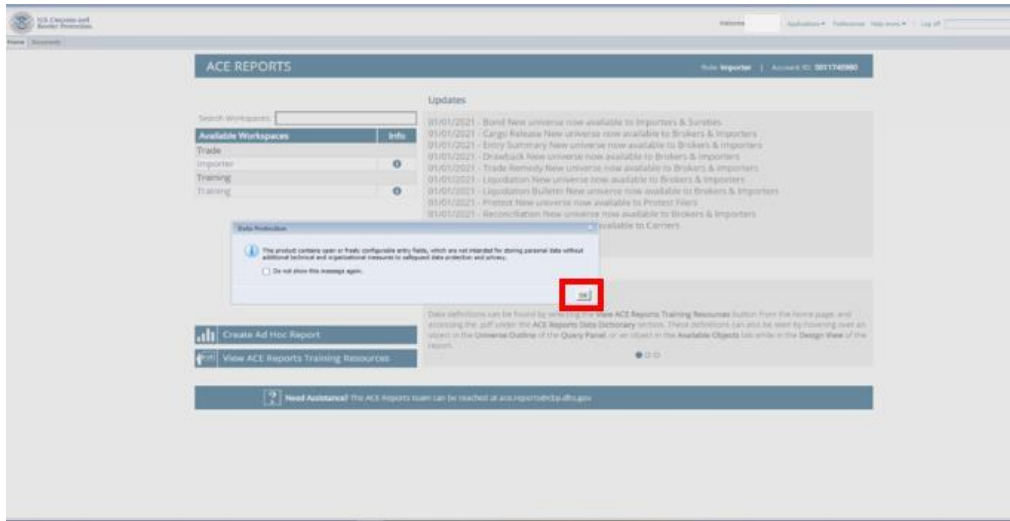 U.S. Customs and
Border Protection
Welcome
Applications
Preferences
Help menu
Log off
Home
Documents
ACE REPORTS
Role: Importer | Account ID:
Search Workspaces:
Updates
Available Workspaces
Info
Trade
Importer
Training
Training
01/01/2021 - Bond New universe now available to Importers & Sureties
01/01/2021 - Cargo Release New universe now available to Brokers & Importers
01/01/2021 - Entry Summary New universe now available to Brokers & Importers
01/01/2021 - Drawback New universe now available to Brokers & Importers
01/01/2021 - Trade Remedy New universe now available to Brokers & Importers
01/01/2021 - Liquidation New universe now available to Brokers & Importers
01/01/2021 - Liquidation Bulletin New universe now available to Brokers & Importers
01/01/2021 - Protest New universe now available to Protest Filers
01/01/2021 - Reconciliation New universe now available to Brokers & Importers
available to Carriers
Data Protection
This product contains open or freely configurable entry fields, which are not intended for storing personal data without
additional technical and organizational measures to safeguard data protection and privacy.
Do not show this message again.
OK
Data definitions can be found by selecting the View ACE Reports Training Resources button from the home page, and
accessing the .pdf under the ACE Reports Data Dictionary section. These definitions can also be seen by hovering over an
object in the Universe Outline of the Query Panel, or an object in the Available Objects tab while in the Design View of the
report.
Create Ad Hoc Report
View ACE Reports Training Resources
Need Assistance? The ACE Reports team can be reached at ace.reports@cbp.dhs.gov